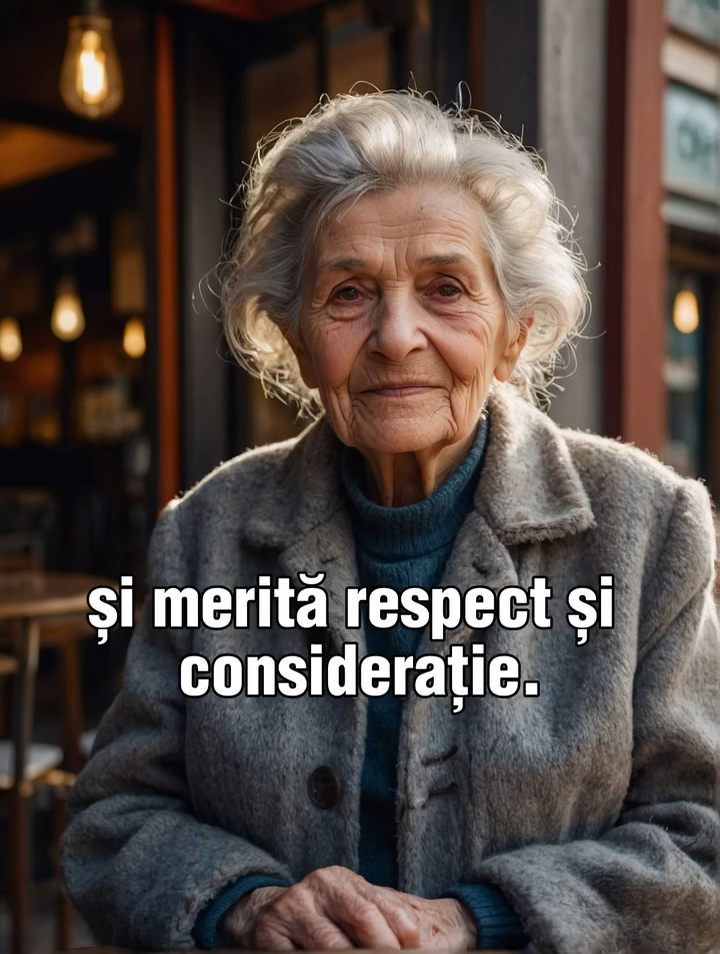 și merită respect și
considerație.